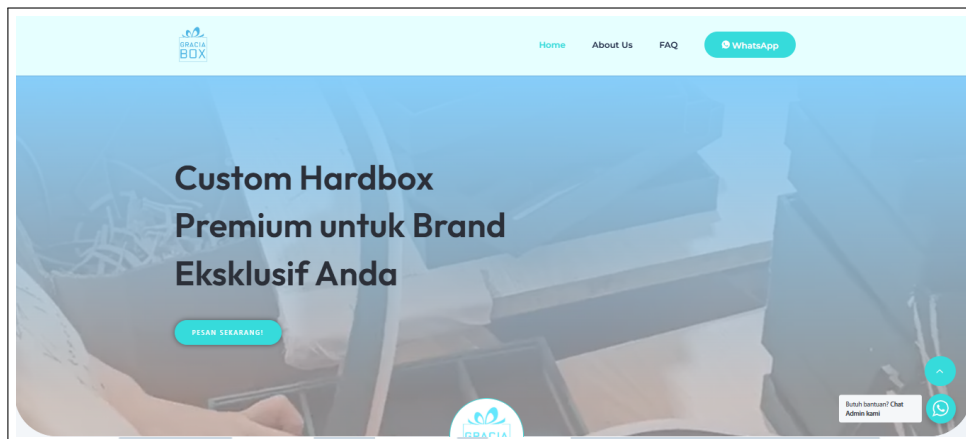 GRACIA
BOX
Home
About Us
FAQ
WhatsApp
Custom Hardbox
Premium untuk Brand
Eksklusif Anda
PESAN SEKARANG!
Butuh bantuan? Chat
Admin kami
GRACIA